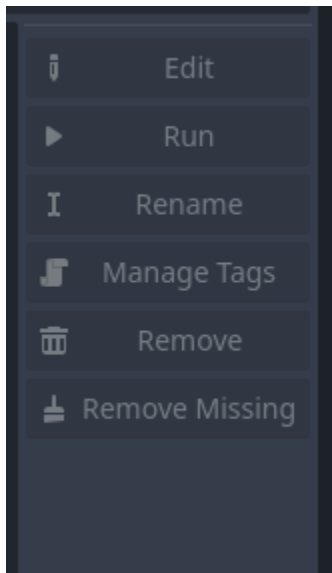 Edit
Run
Rename
Manage Tags
Remove
Remove Missing